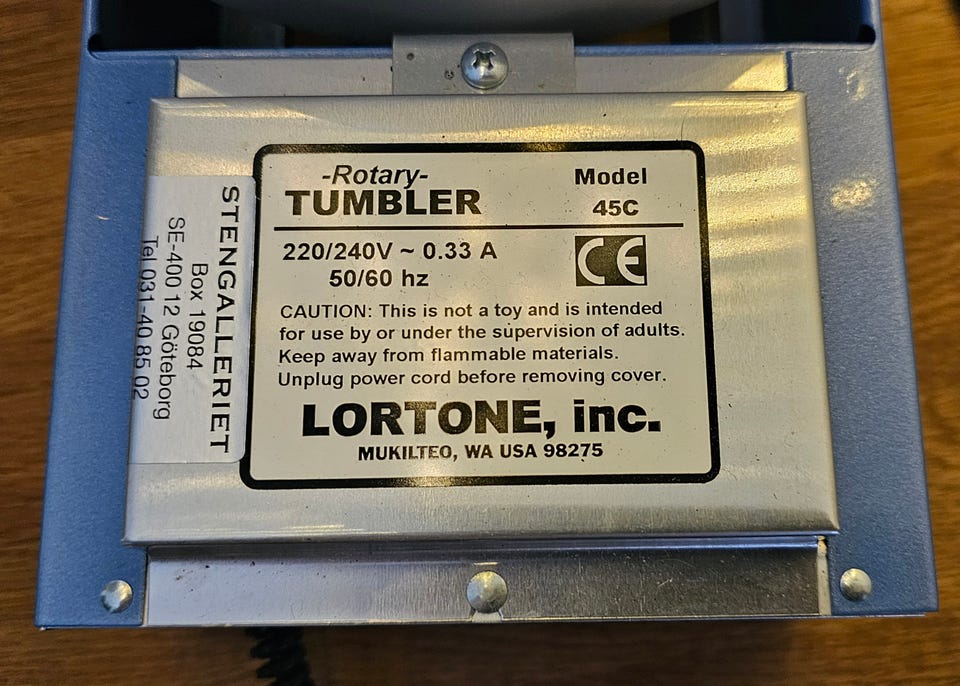 -Rotary-
TUMBLER
Model
45C
220/240V ~ 0.33 A
50/60 hz
CE
CAUTION: This is not a toy and is intended
for use by or under the supervision of adults.
Keep away from flammable materials.
Unplug power cord before removing cover.
LORTONE, inc.
MUKILTEO, WA USA 98275
STENGALLERIET
Box 19084
SE-400 12 Göteborg
Tel 031-40 85 02